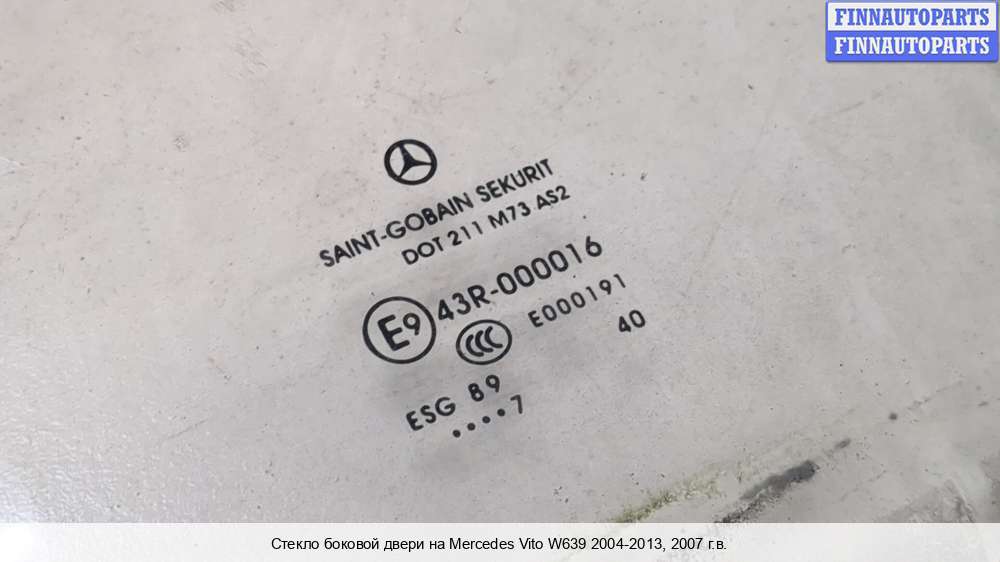 FINNAUTOPARTS
FINNAUTOPARTS
SAINT-GOBAIN SEKURIT
DOT 211 M73 AS2
E9 43R-000016
CCC E000191
40
ESG 89
••••7
Стекло боковой двери на Mercedes Vito W639 2004-2013, 2007 г.в.